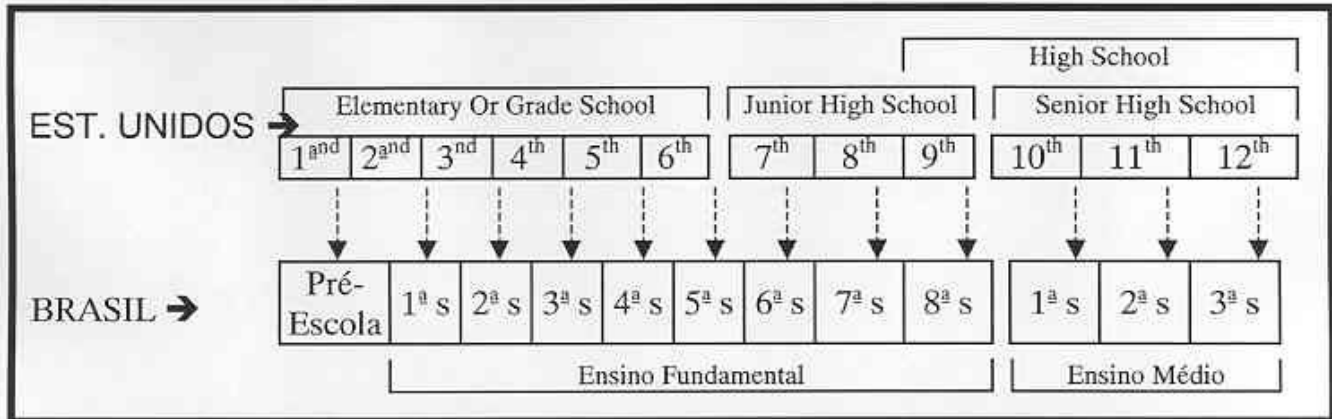 High School
Elementary Or Grade School Junior High School Senior High School
EST. UNIDOS ➔
1ªnd 2ªnd 3nd 4th 5th 6th 7th 8th 9th 10th 11th 12th
BRASIL ➔
Pré-
Escola
1ª s 2ª s 3ª s 4ª s 5ª s 6ª s 7ª s 8ª s 1ª s 2ª s 3ª s
Ensino Fundamental Ensino Médio